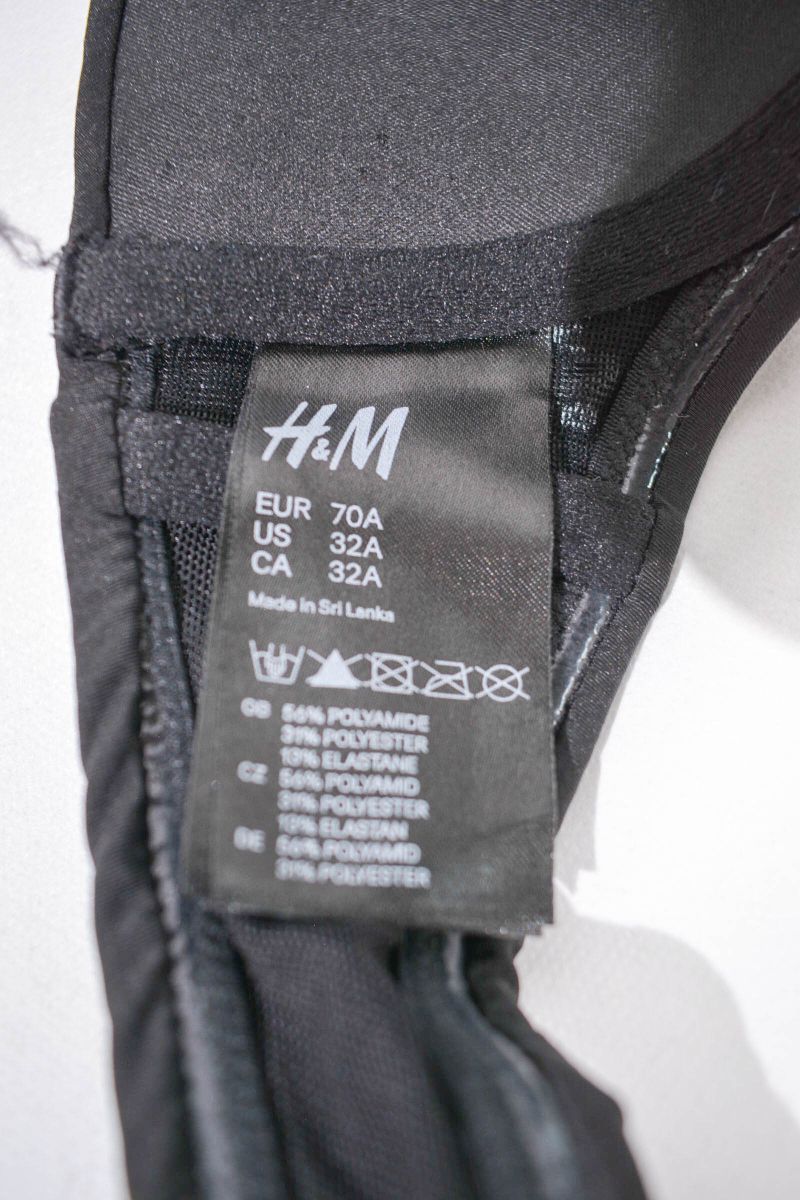 H&M
EUR 70A
US 32A
CA 32A
Made in Sri Lanka
GB 56% POLYAMIDE
31% POLYESTER
13% ELASTANE
CZ 56% POLYAMID
31% POLYESTER
13% ELASTAN
DE 56% POLYAMID
31% POLYESTER